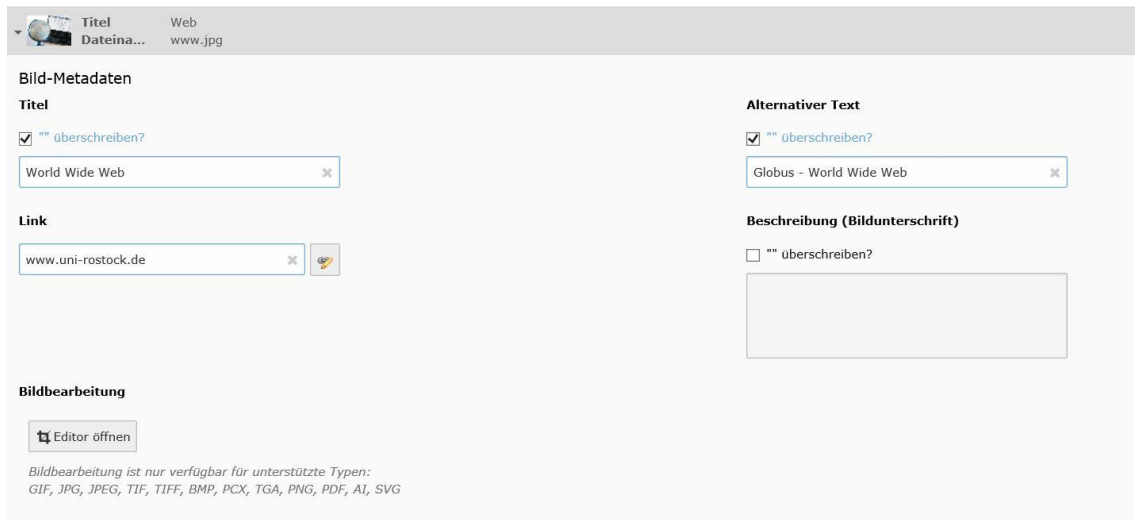 Titel Web
Dateina... www.jpg
Bild-Metadaten
Titel
"" überschreiben?
World Wide Web
Link
www.uni-rostock.de
Alternativer Text
"" überschreiben?
Globus - World Wide Web
Beschreibung (Bildunterschrift)
"" überschreiben?
Bildbearbeitung
Editor öffnen
Bildbearbeitung ist nur verfügbar für unterstützte Typen:
GIF, JPG, JPEG, TIF, TIFF, BMP, PCX, TGA, PNG, PDF, AI, SVG